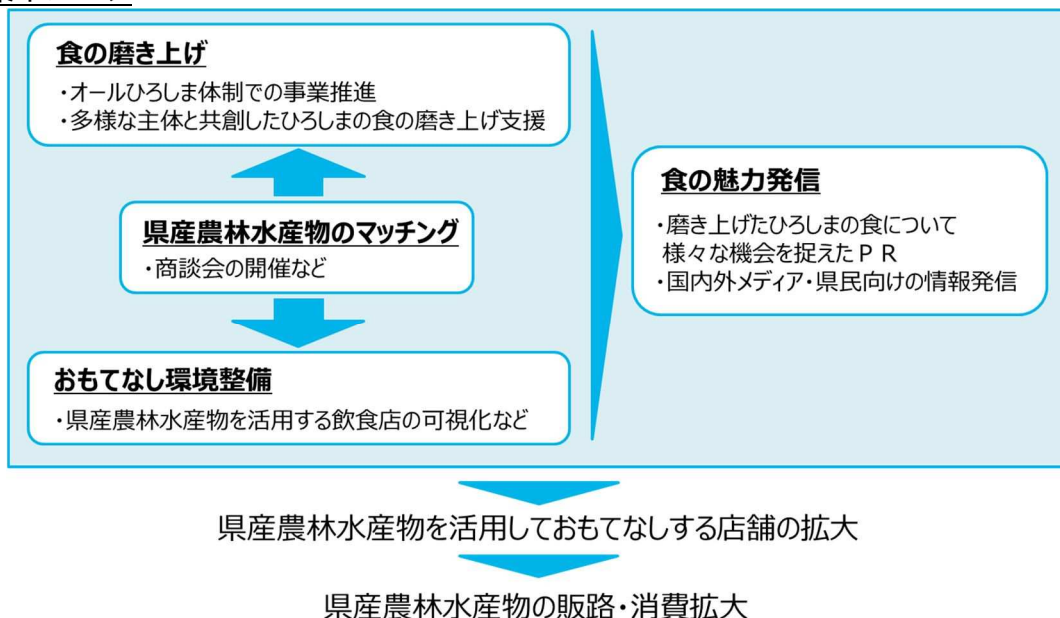 食の磨き上げ
・オールひろしま体制での事業推進
・多様な主体と共創したひろしまの食の磨き上げ支援
県産農林水産物のマッチング
・商談会の開催など
おもてなし環境整備
・県産農林水産物を活用する飲食店の可視化など
食の魅力発信
・磨き上げたひろしまの食について
様々な機会を捉えたＰＲ
・国内外メディア・県民向けの情報発信
県産農林水産物を活用しておもてなしする店舗の拡大
県産農林水産物の販路・消費拡大